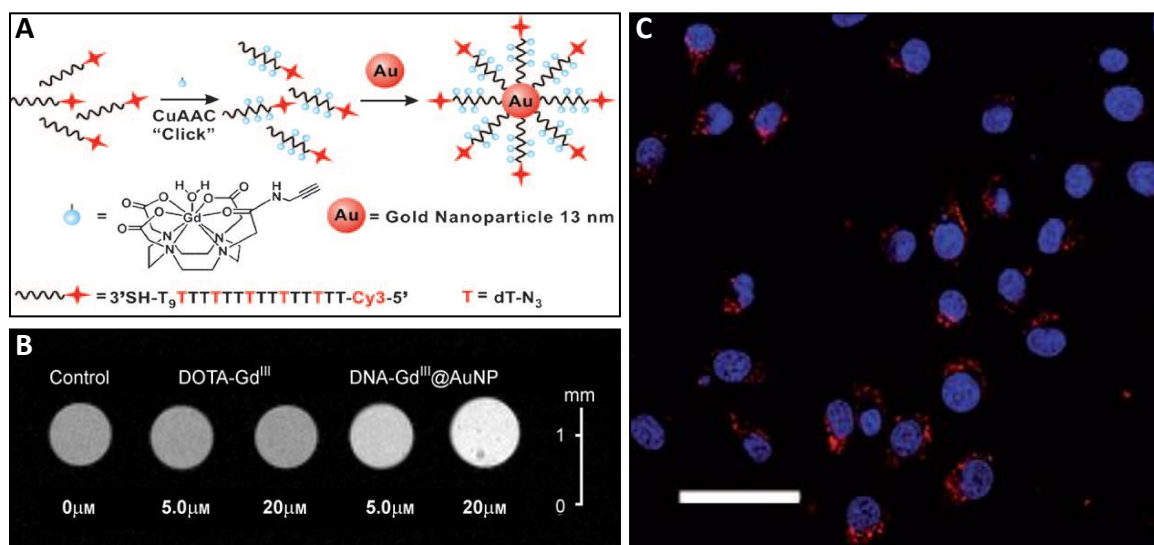 A
Au
Au
CuAAC
"Click"
H H
O
O
O
O
O
O
O
Gd
H
N
N N
N N
= 
Au = Gold Nanoparticle 13 nm
=3'SH-T₉TTTTTTTTTTTTTTT-Cy3-5' T = dT-N₃
B
Control DOTA-Gdᴵᴵᴵ DNA-Gdᴵᴵᴵ@AuNP
mm
1
0
0µM 5.0µM 20µM 5.0µM 20µM
C